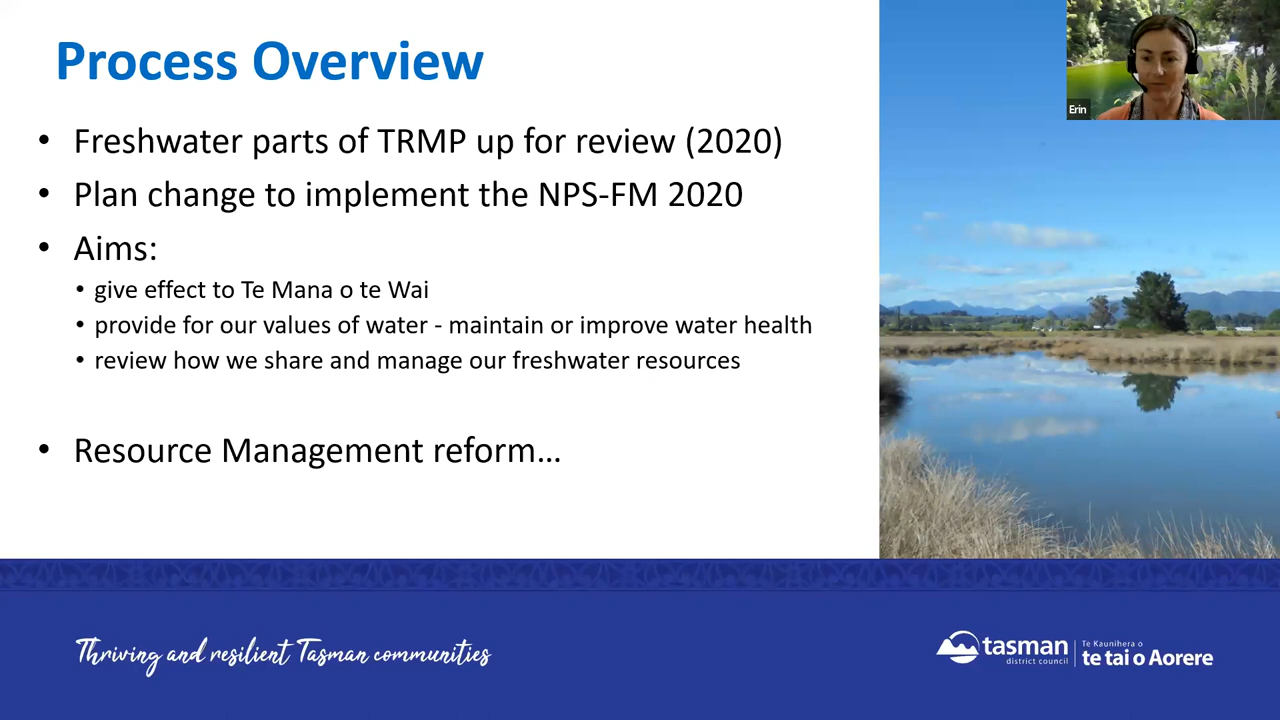 Process Overview
• Freshwater parts of TRMP up for review (2020)
• Plan change to implement the NPS-FM 2020
• Aims:
• give effect to Te Mana o te Wai
• provide for our values of water - maintain or improve water health
• review how we share and manage our freshwater resources
• Resource Management reform…
Erin
Thriving and resilient Tasman communities
tasman
district council
Te Kaunihera o
te tai o Aorere